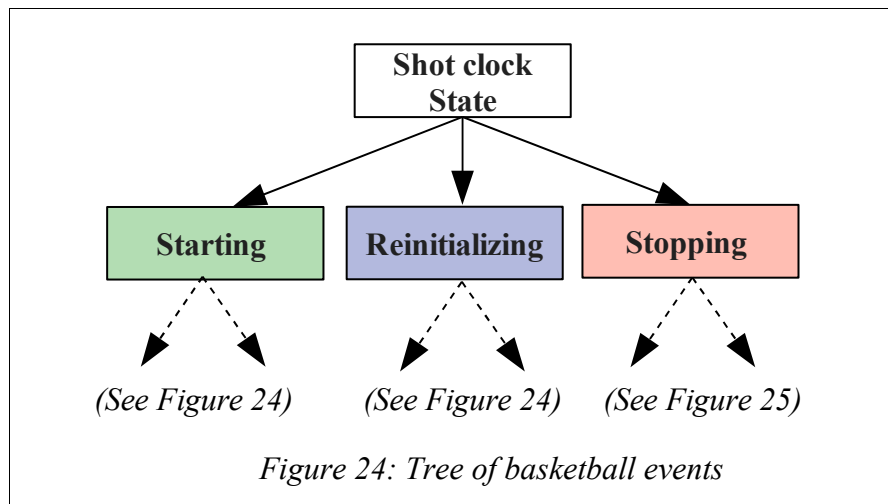 Shot clock
State
Starting
Reinitializing
Stopping
(See Figure 24)
(See Figure 24)
(See Figure 25)
Figure 24: Tree of basketball events